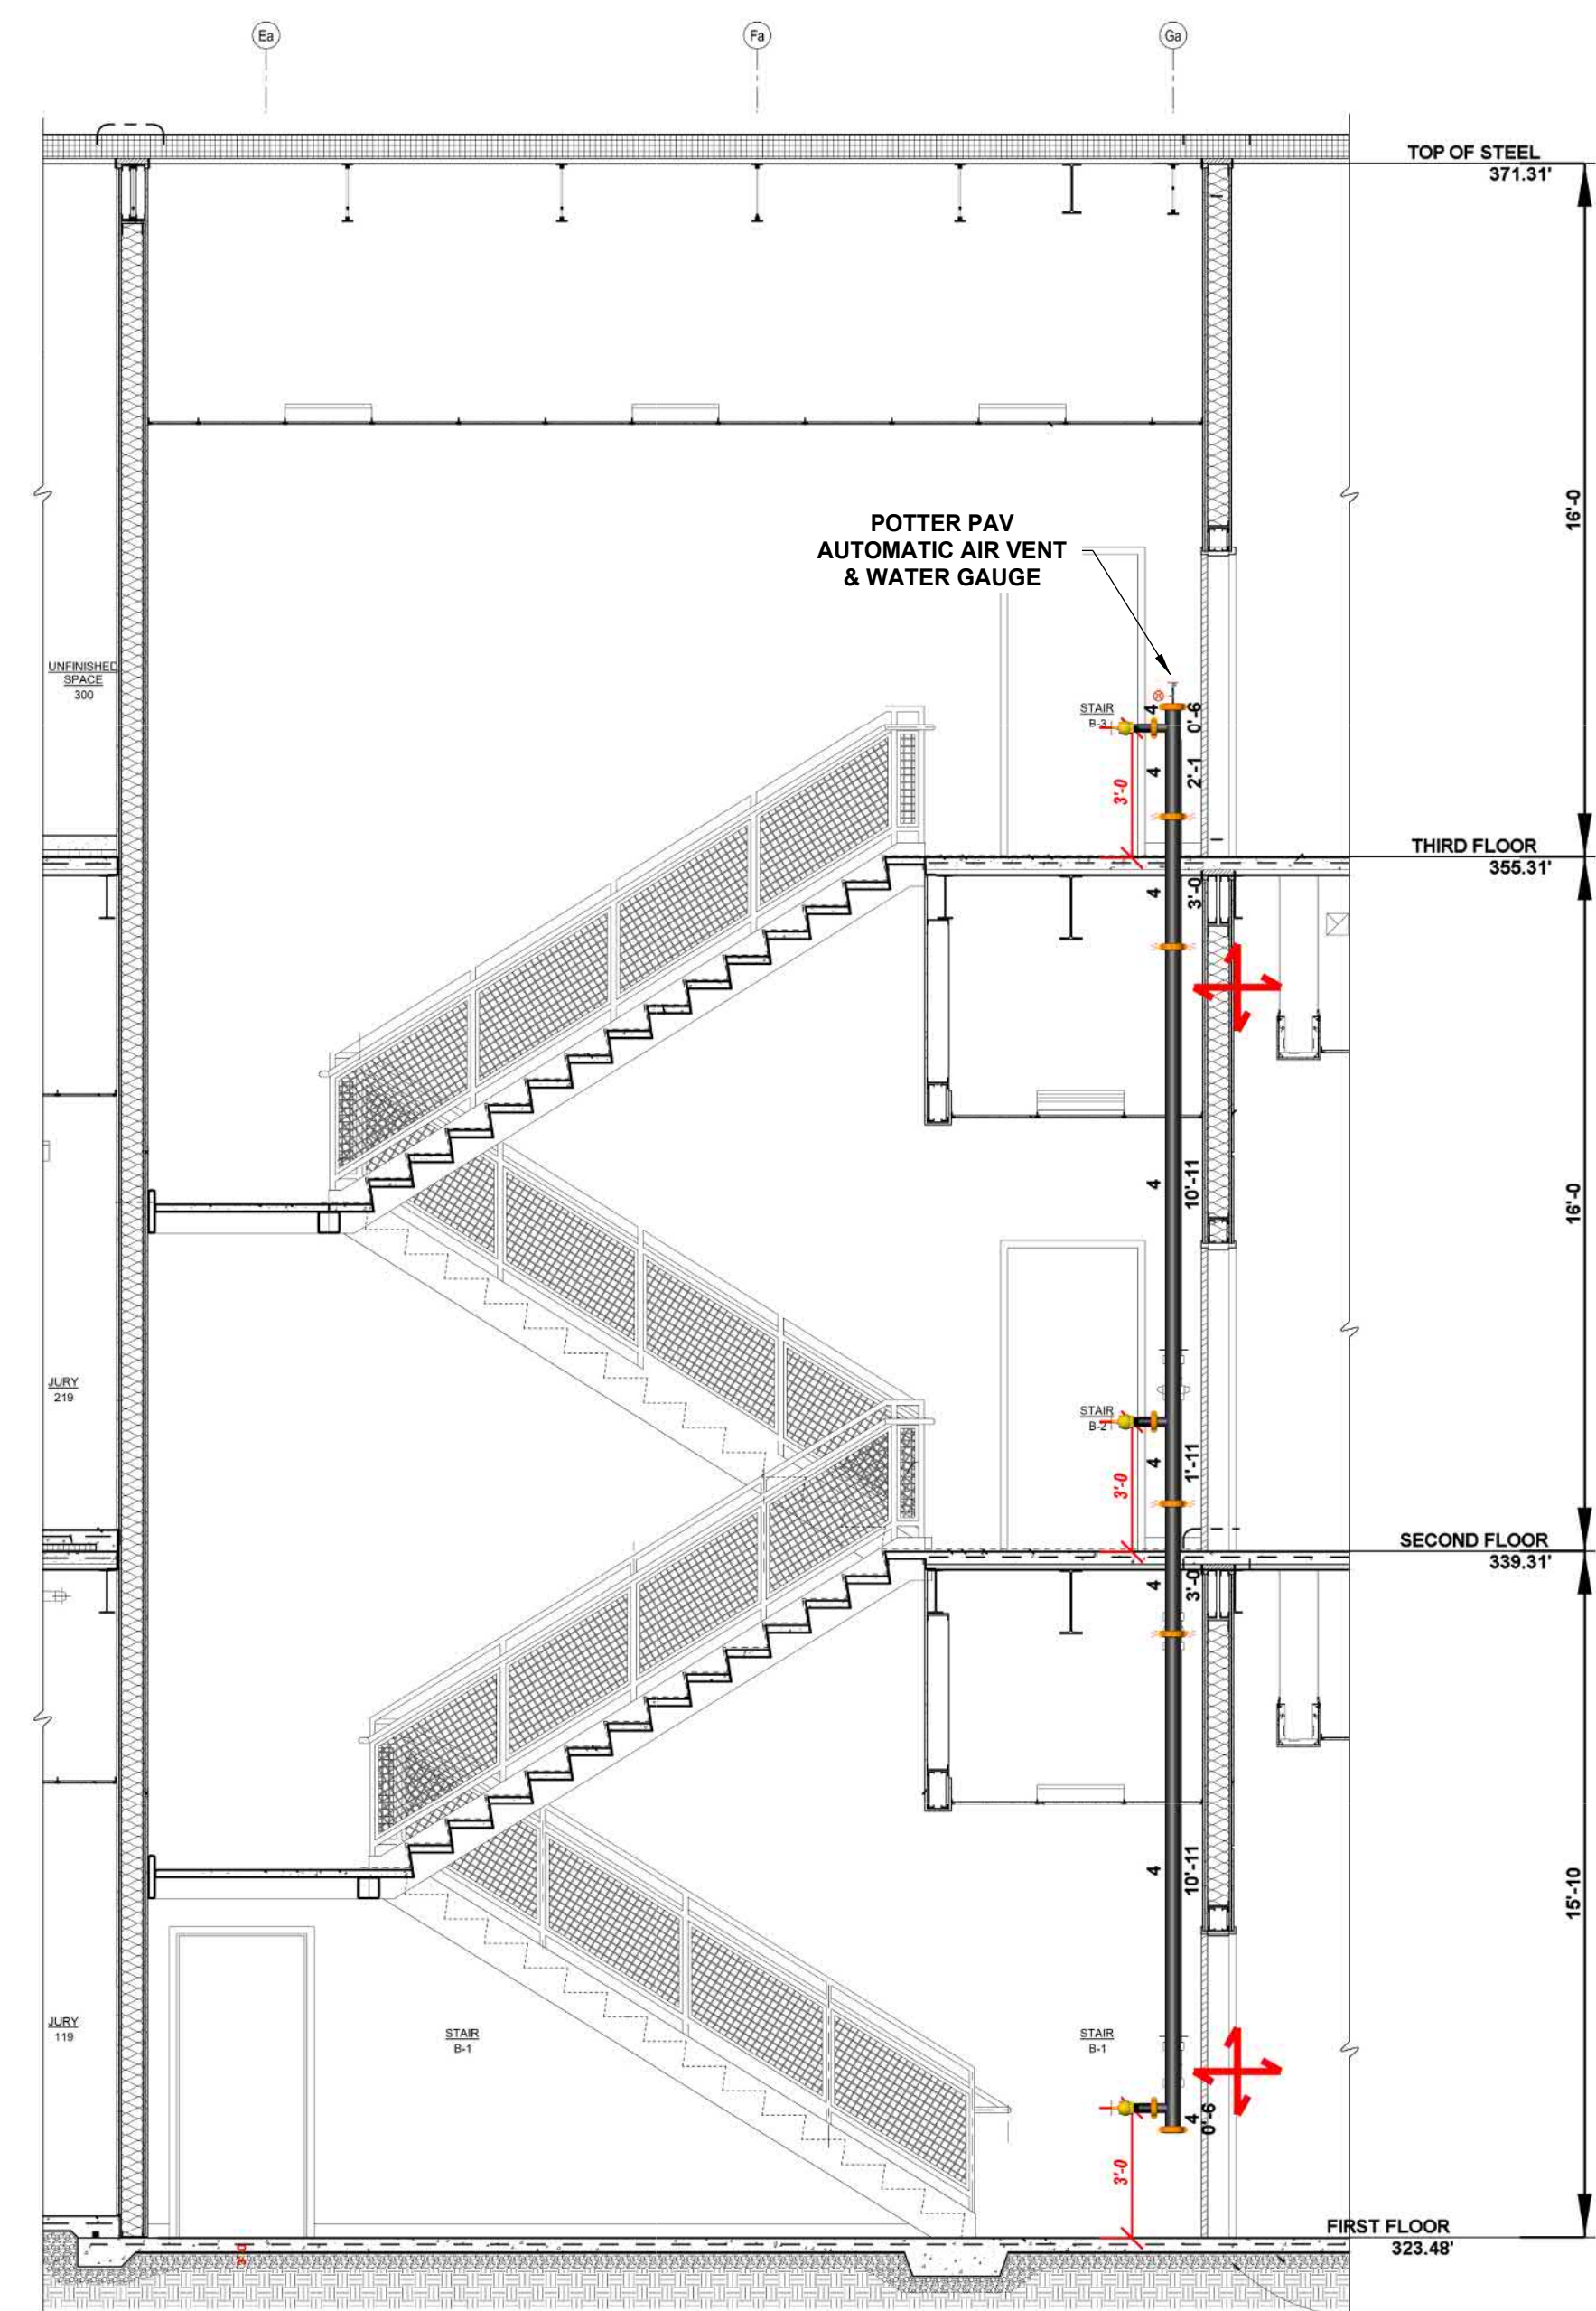 Ea
Fa
Ga
TOP OF STEEL
371.31'
16'-0
POTTER PAV
AUTOMATIC AIR VENT
& WATER GAUGE
UNFINISHED
SPACE
300
STAIR
B-3
4
0'-6
4
2'-1
3'-0
THIRD FLOOR
355.31'
4
3'-0
4
10'-11
16'-0
JURY
219
STAIR
B-2
4
1'-11
3'-0
SECOND FLOOR
339.31'
4
3'-0
4
10'-11
15'-10
JURY
119
STAIR
B-1
STAIR
B-1
4
0'-6
3'-0
FIRST FLOOR
323.48'